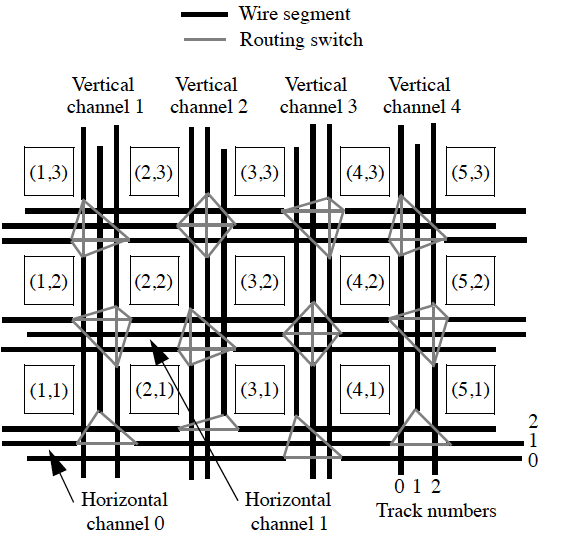 Wire segment
Routing switch
Vertical
channel 1
Vertical
channel 2
Vertical
channel 3
Vertical
channel 4
(1,3) (2,3) (3,3) (4,3) (5,3)
(1,2) (2,2) (3,2) (4,2) (5,2)
(1,1) (2,1) (3,1) (4,1) (5,1)
2
1
0
0 1 2
Track numbers
Horizontal
channel 0
Horizontal
channel 1